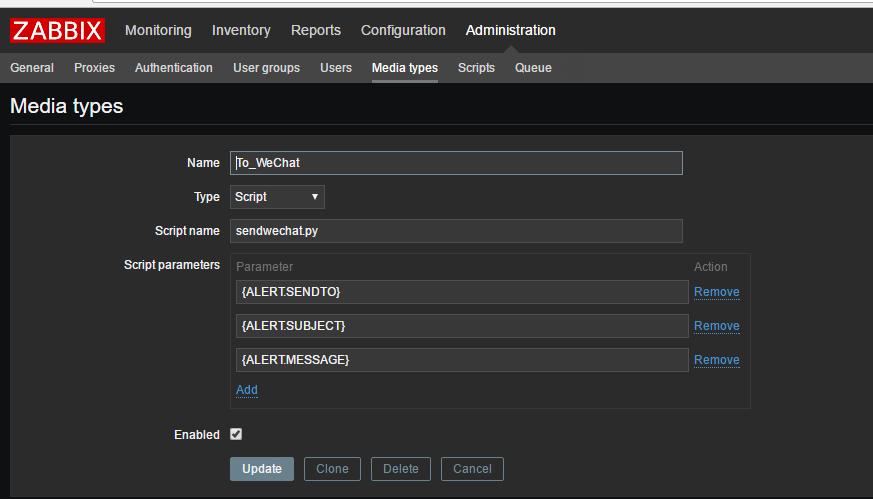 ZABBIX Monitoring Inventory Reports Configuration Administration
General Proxies Authentication User groups Users Media types Scripts Queue
Media types
Name To_WeChat
Type Script
Script name sendwechat.py
Script parameters Parameter Action
{ALERT.SENDTO} Remove
{ALERT.SUBJECT} Remove
{ALERT.MESSAGE} Remove
Add
Enabled
Update Clone Delete Cancel